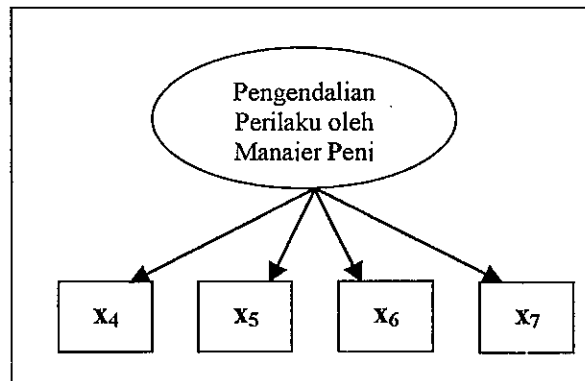 Pengendalian
Perilaku oleh
Manajer Penj
x4 x5 x6 x7